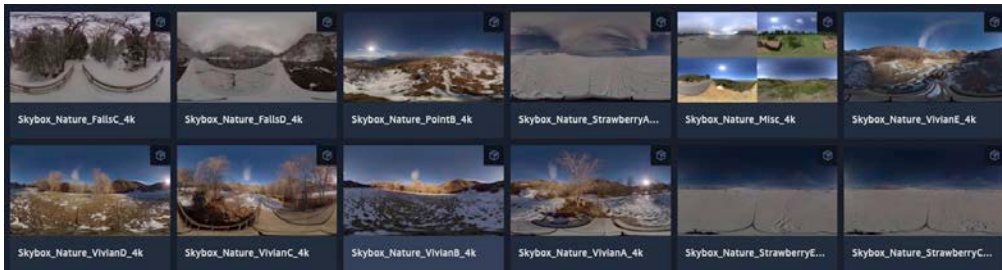 Skybox_Nature_FallsC_4k
Skybox_Nature_FallsD_4k
Skybox_Nature_PointB_4k
Skybox_Nature_StrawberryA...
Skybox_Nature_Misc_4k
Skybox_Nature_VivianE_4k
Skybox_Nature_VivianD_4k
Skybox_Nature_VivianC_4k
Skybox_Nature_VivianB_4k
Skybox_Nature_VivianA_4k
Skybox_Nature_StrawberryE...
Skybox_Nature_StrawberryC...